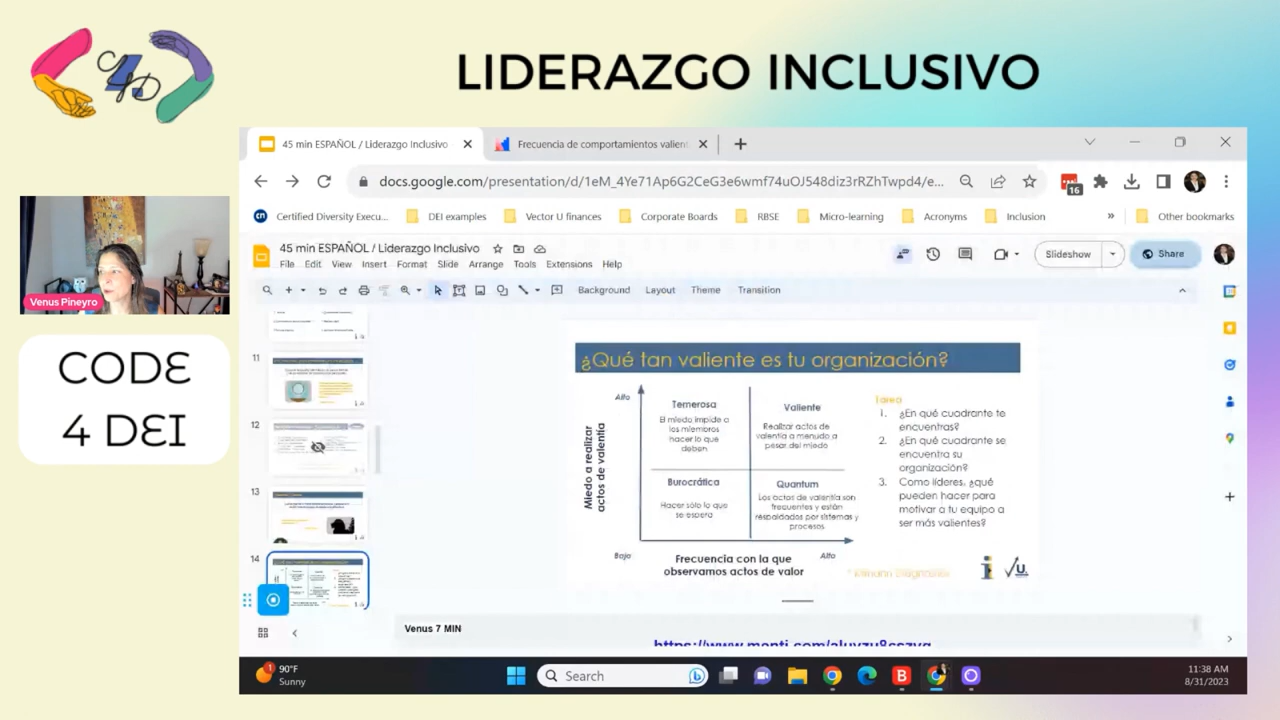 LIDERAZGO INCLUSIVO
45 min ESPAÑOL / Liderazgo Inclusivo
Frecuencia de comportamientos valient
docs.google.com/presentation/d/1eM_4Ye71Ap6G2CeG3e6wmf74uOJ548diz3rRZhTwpd4/e...
16
Certified Diversity Execu...
DEI examples
Vector U finances
Corporate Boards
RBSE
Micro-learning
Acronyms
Inclusion
»
Other bookmarks
45 min ESPAÑOL / Liderazgo Inclusivo
Slideshow
Share
File Edit View Insert Format Slide Arrange Tools Extensions Help
Background Layout Theme Transition
Venus Pineyro
CODE
4 DEI
11
12
13
14
¿Qué tan valiente es tu organización?
Miedo a realizar
actos de valentía
Alto
Temerosa
El miedo impide a
los miembros
hacer lo que
deben
Valiente
Realizar actos de
valentía a menudo a
pesar del miedo
Burocrática
Hacer sólo lo que
se espera
Quantum
Los actos de valentía son
frecuentes y están
respaldados por sistemas y
procesos.
Bajo
Frecuencia con la que
observamos actos de valor
Alto
Tarea
1. ¿En qué cuadrante te
encuentras?
2. ¿En qué cuadrante se
encuentra su
organización?
3. Como líderes, ¿qué
pueden hacer para
motivar a tu equipo a
ser más valientes?
Venus 7 MIN
90°F
Sunny
Search
11:38 AM
8/31/2023